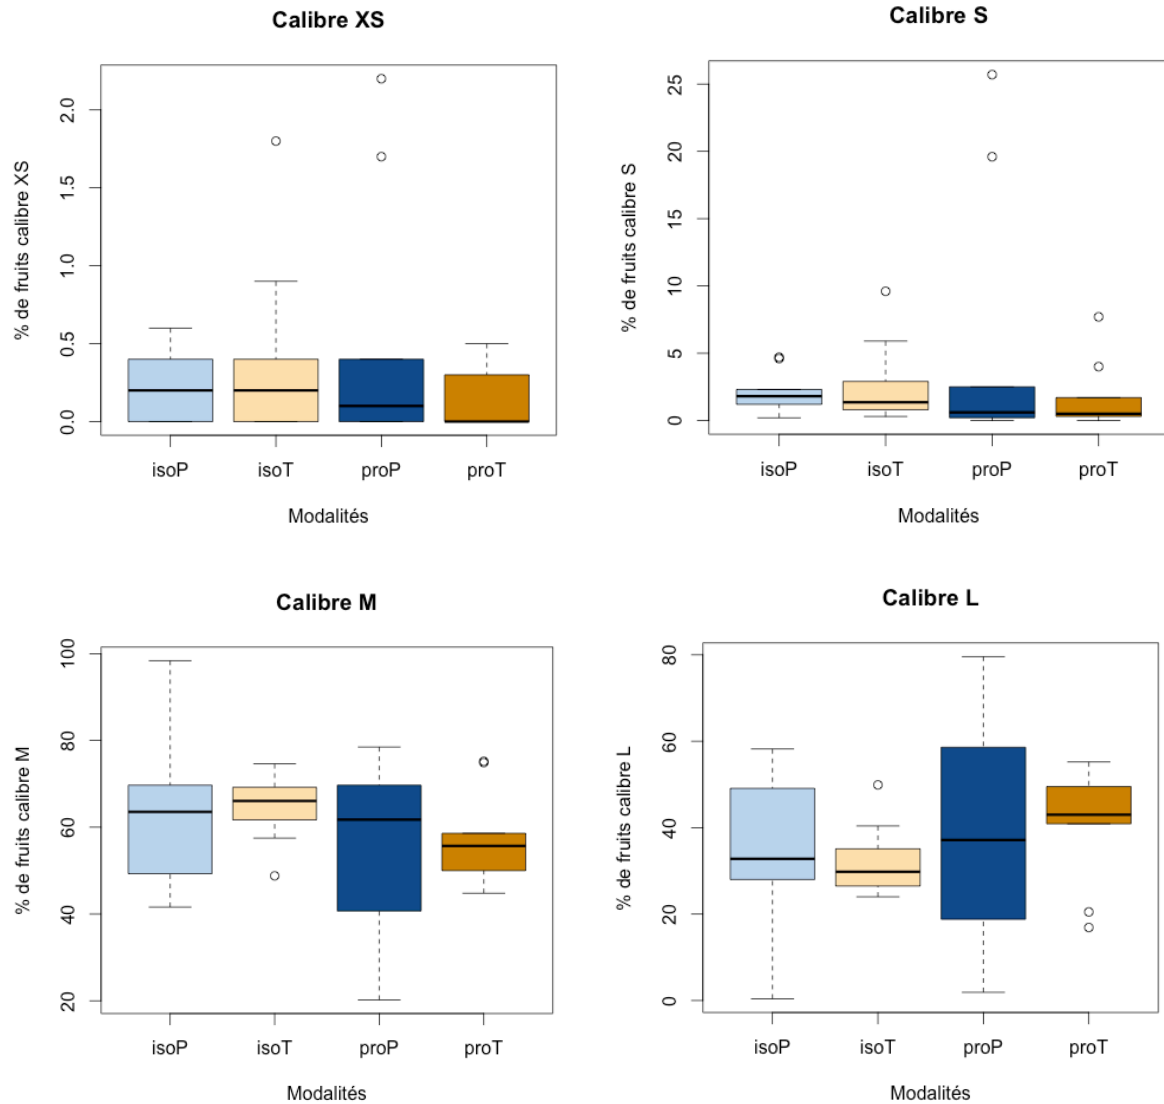 Calibre XS
% de fruits calibre XS
2.0
1.5
1.0
0.5
0.0
isoP isoT proP proT
Modalités
Calibre S
% de fruits calibre S
25
20
15
10
5
0
isoP isoT proP proT
Modalités
Calibre M
% de fruits calibre M
100
80
60
40
20
isoP isoT proP proT
Modalités
Calibre L
% de fruits calibre L
80
60
40
20
0
isoP isoT proP proT
Modalités